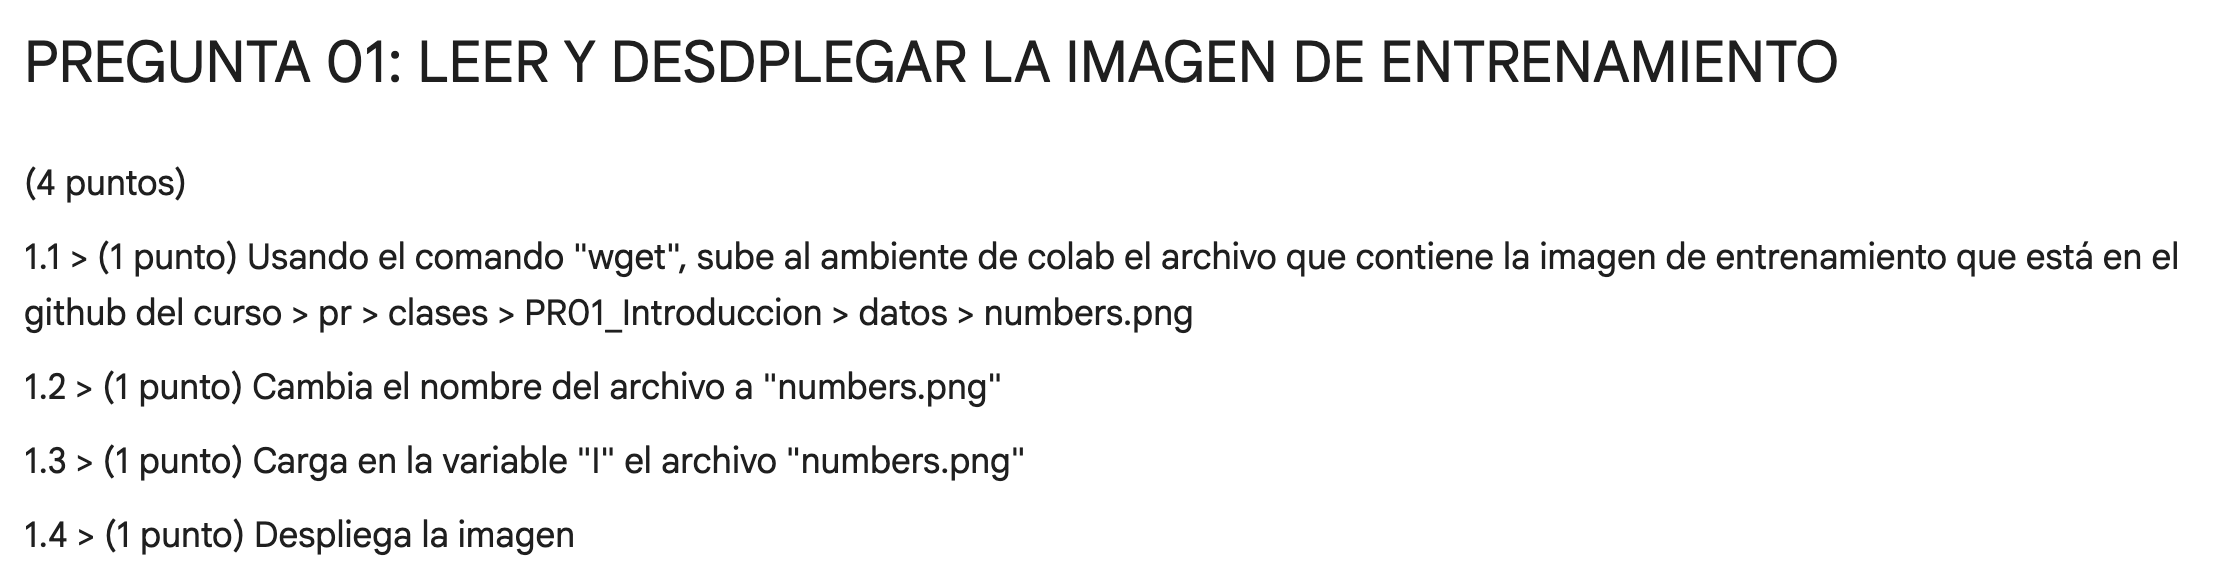 PREGUNTA 01: LEER Y DESDPLEGAR LA IMAGEN DE ENTRENAMIENTO
(4 puntos)
1.1 > (1 punto) Usando el comando "wget", sube al ambiente de colab el archivo que contiene la imagen de entrenamiento que está en el
github del curso > pr > clases > PR01_Introduccion > datos > numbers.png
1.2 > (1 punto) Cambia el nombre del archivo a "numbers.png"
1.3 > (1 punto) Carga en la variable "I" el archivo "numbers.png"
1.4 > (1 punto) Despliega la imagen